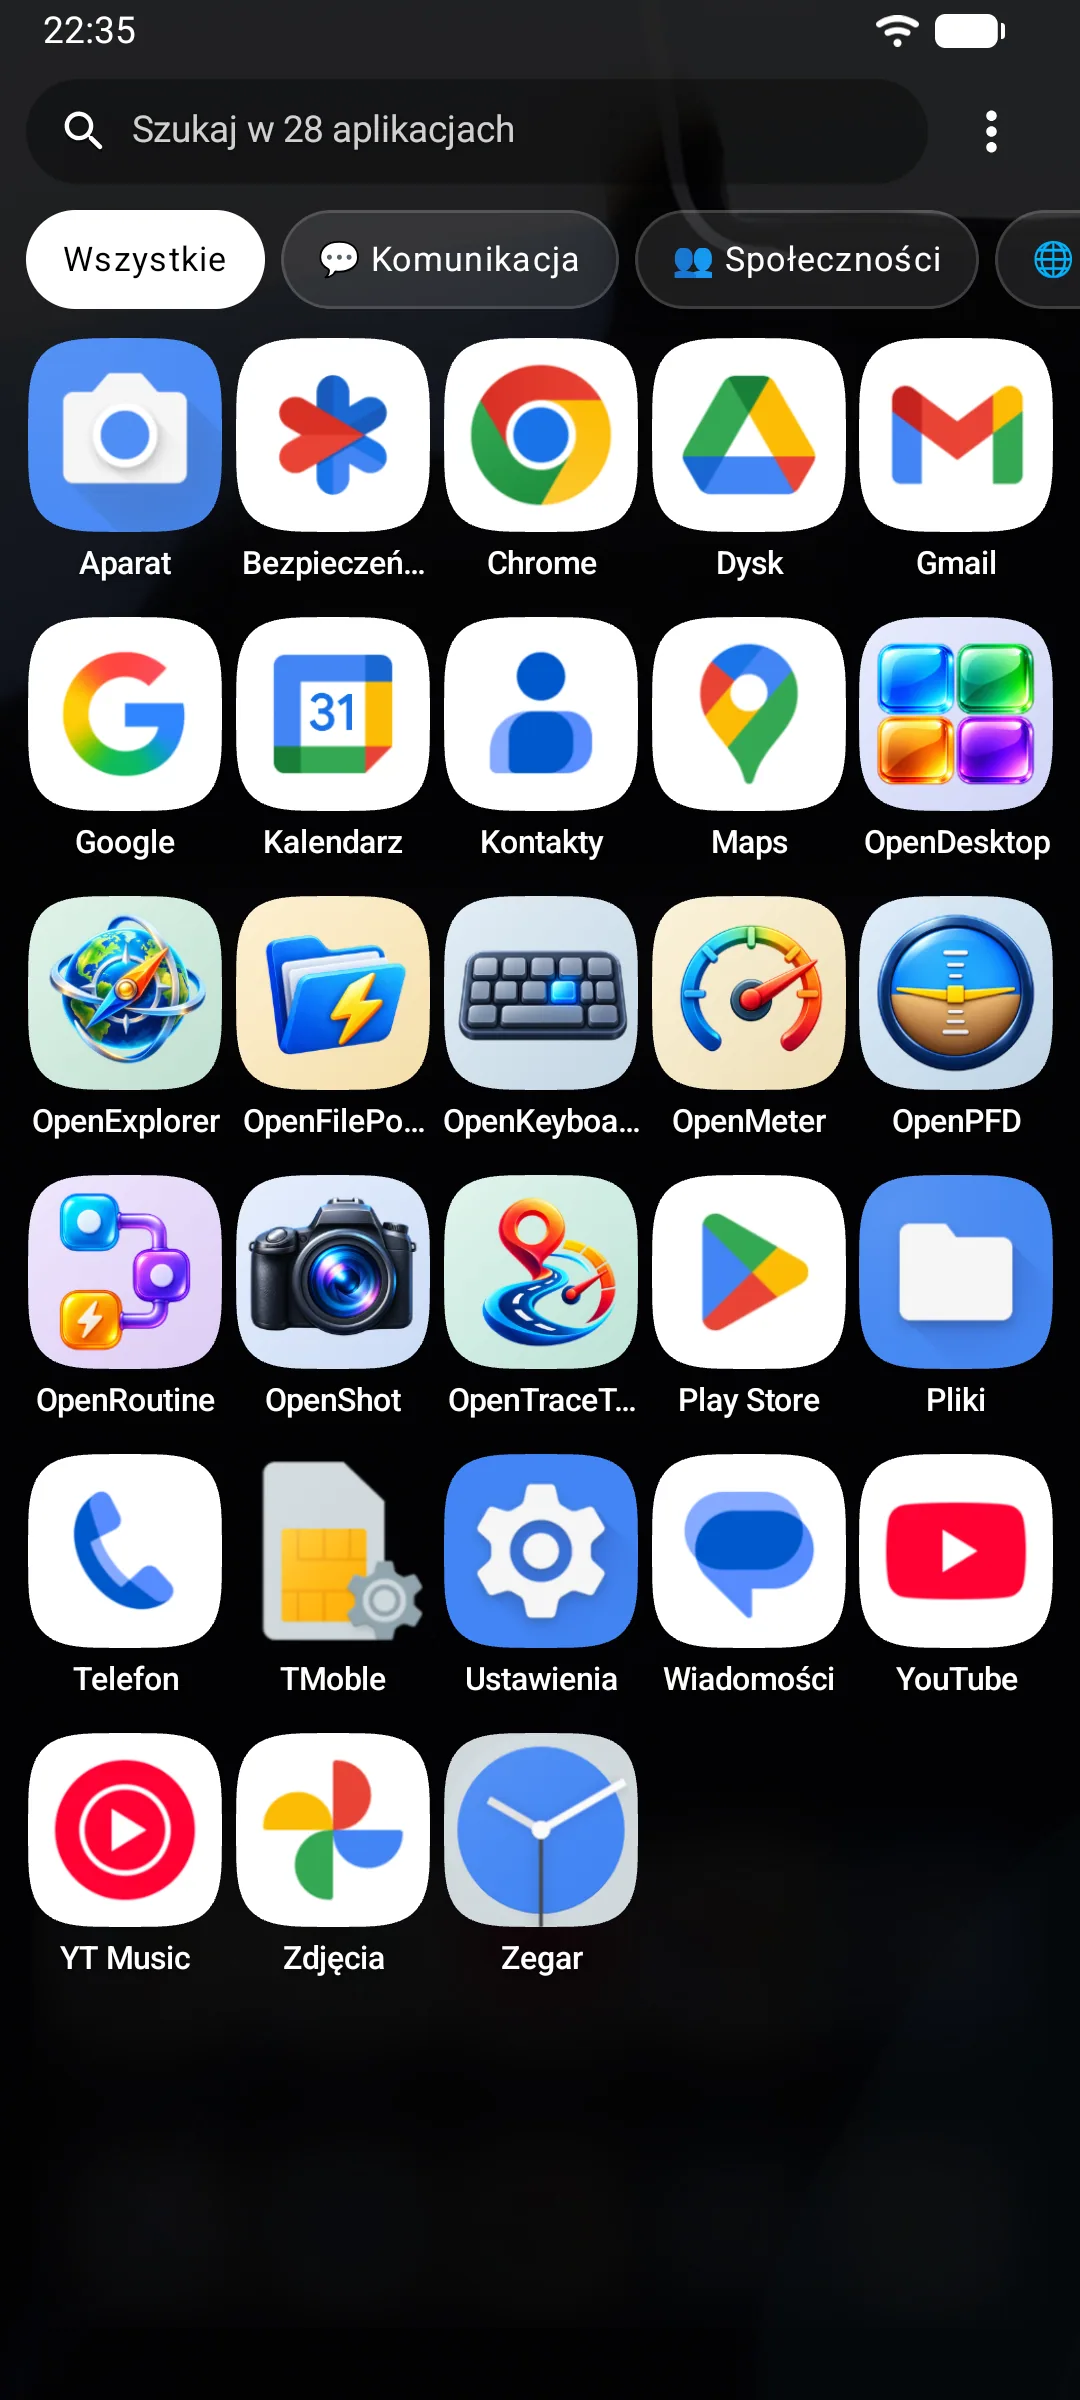 22:35
Szukaj w 28 aplikacjach
Wszystkie
Komunikacja
Społeczności
Aparat
Bezpieczeń...
Chrome
Dysk
Gmail
31
Google
Kalendarz
Kontakty
Maps
OpenDesktop
OpenExplorer
OpenFilePo...
OpenKeyboa...
OpenMeter
OpenPFD
OpenRoutine
OpenShot
OpenTraceT...
Play Store
Pliki
Telefon
TMoble
Ustawienia
Wiadomości
YouTube
YT Music
Zdjęcia
Zegar